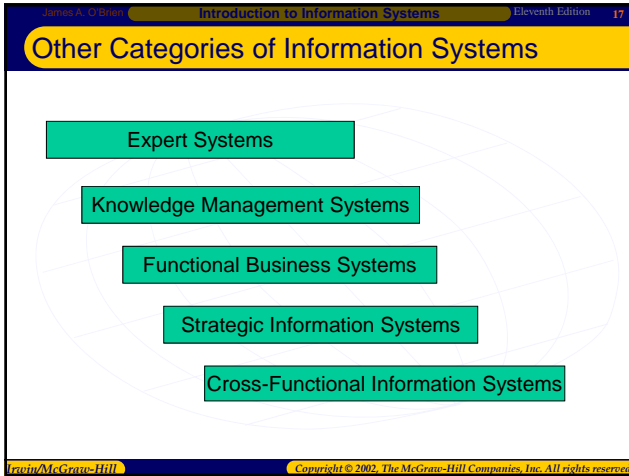 James A. O'Brien Introduction to Information Systems Eleventh Edition 17
Other Categories of Information Systems
Expert Systems
Knowledge Management Systems
Functional Business Systems
Strategic Information Systems
Cross-Functional Information Systems
Irwin/McGraw-Hill Copyright © 2002, The McGraw-Hill Companies, Inc. All rights reserved